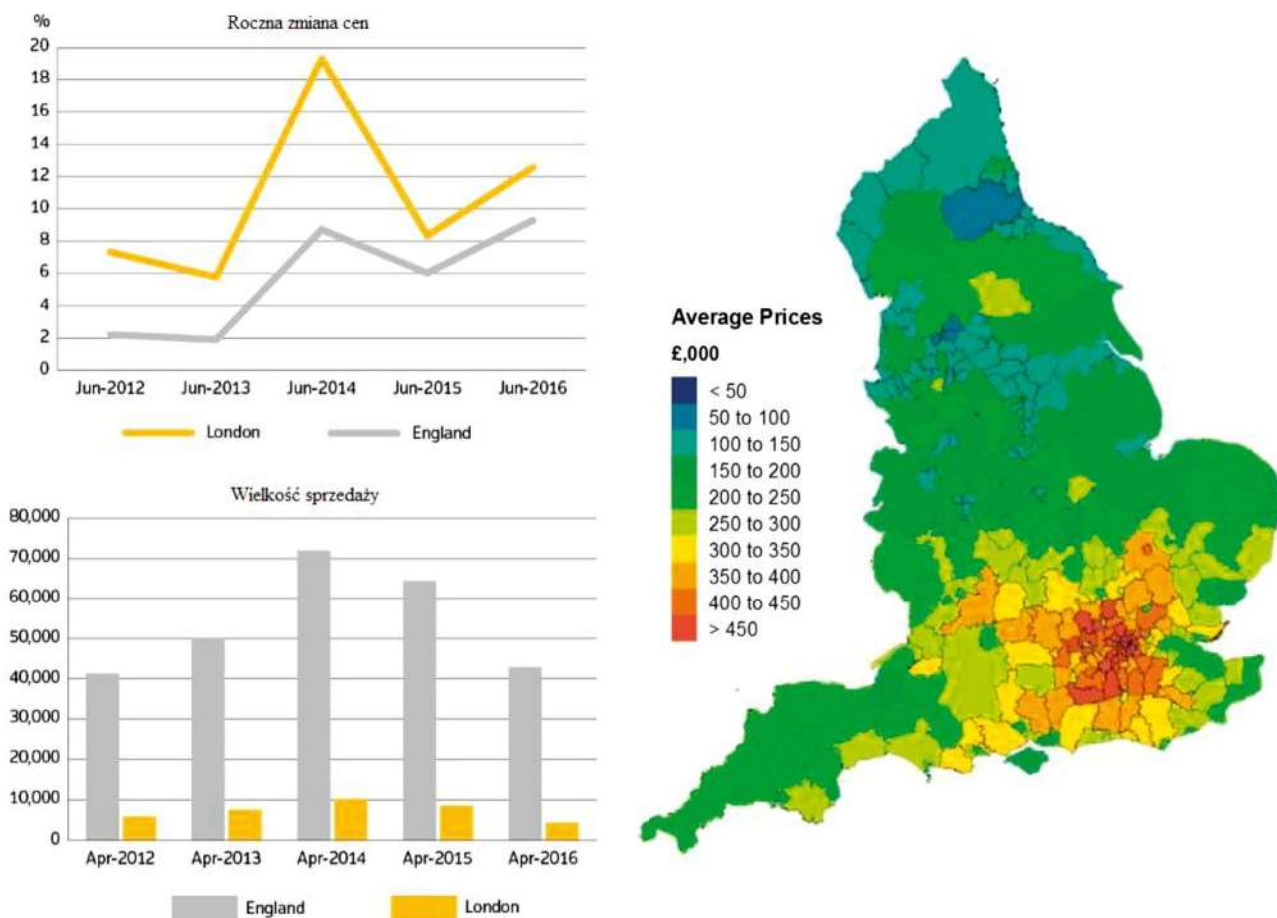 %
Roczna zmiana cen
20
18
16
14
12
10
8
6
4
2
0
Jun-2012 Jun-2013 Jun-2014 Jun-2015 Jun-2016
London England
Wielkość sprzedaży
80,000
70,000
60,000
50,000
40,000
30,000
20,000
10,000
0
Apr-2012 Apr-2013 Apr-2014 Apr-2015 Apr-2016
England London
Average Prices
£,000
< 50
50 to 100
100 to 150
150 to 200
200 to 250
250 to 300
300 to 350
350 to 400
400 to 450
> 450